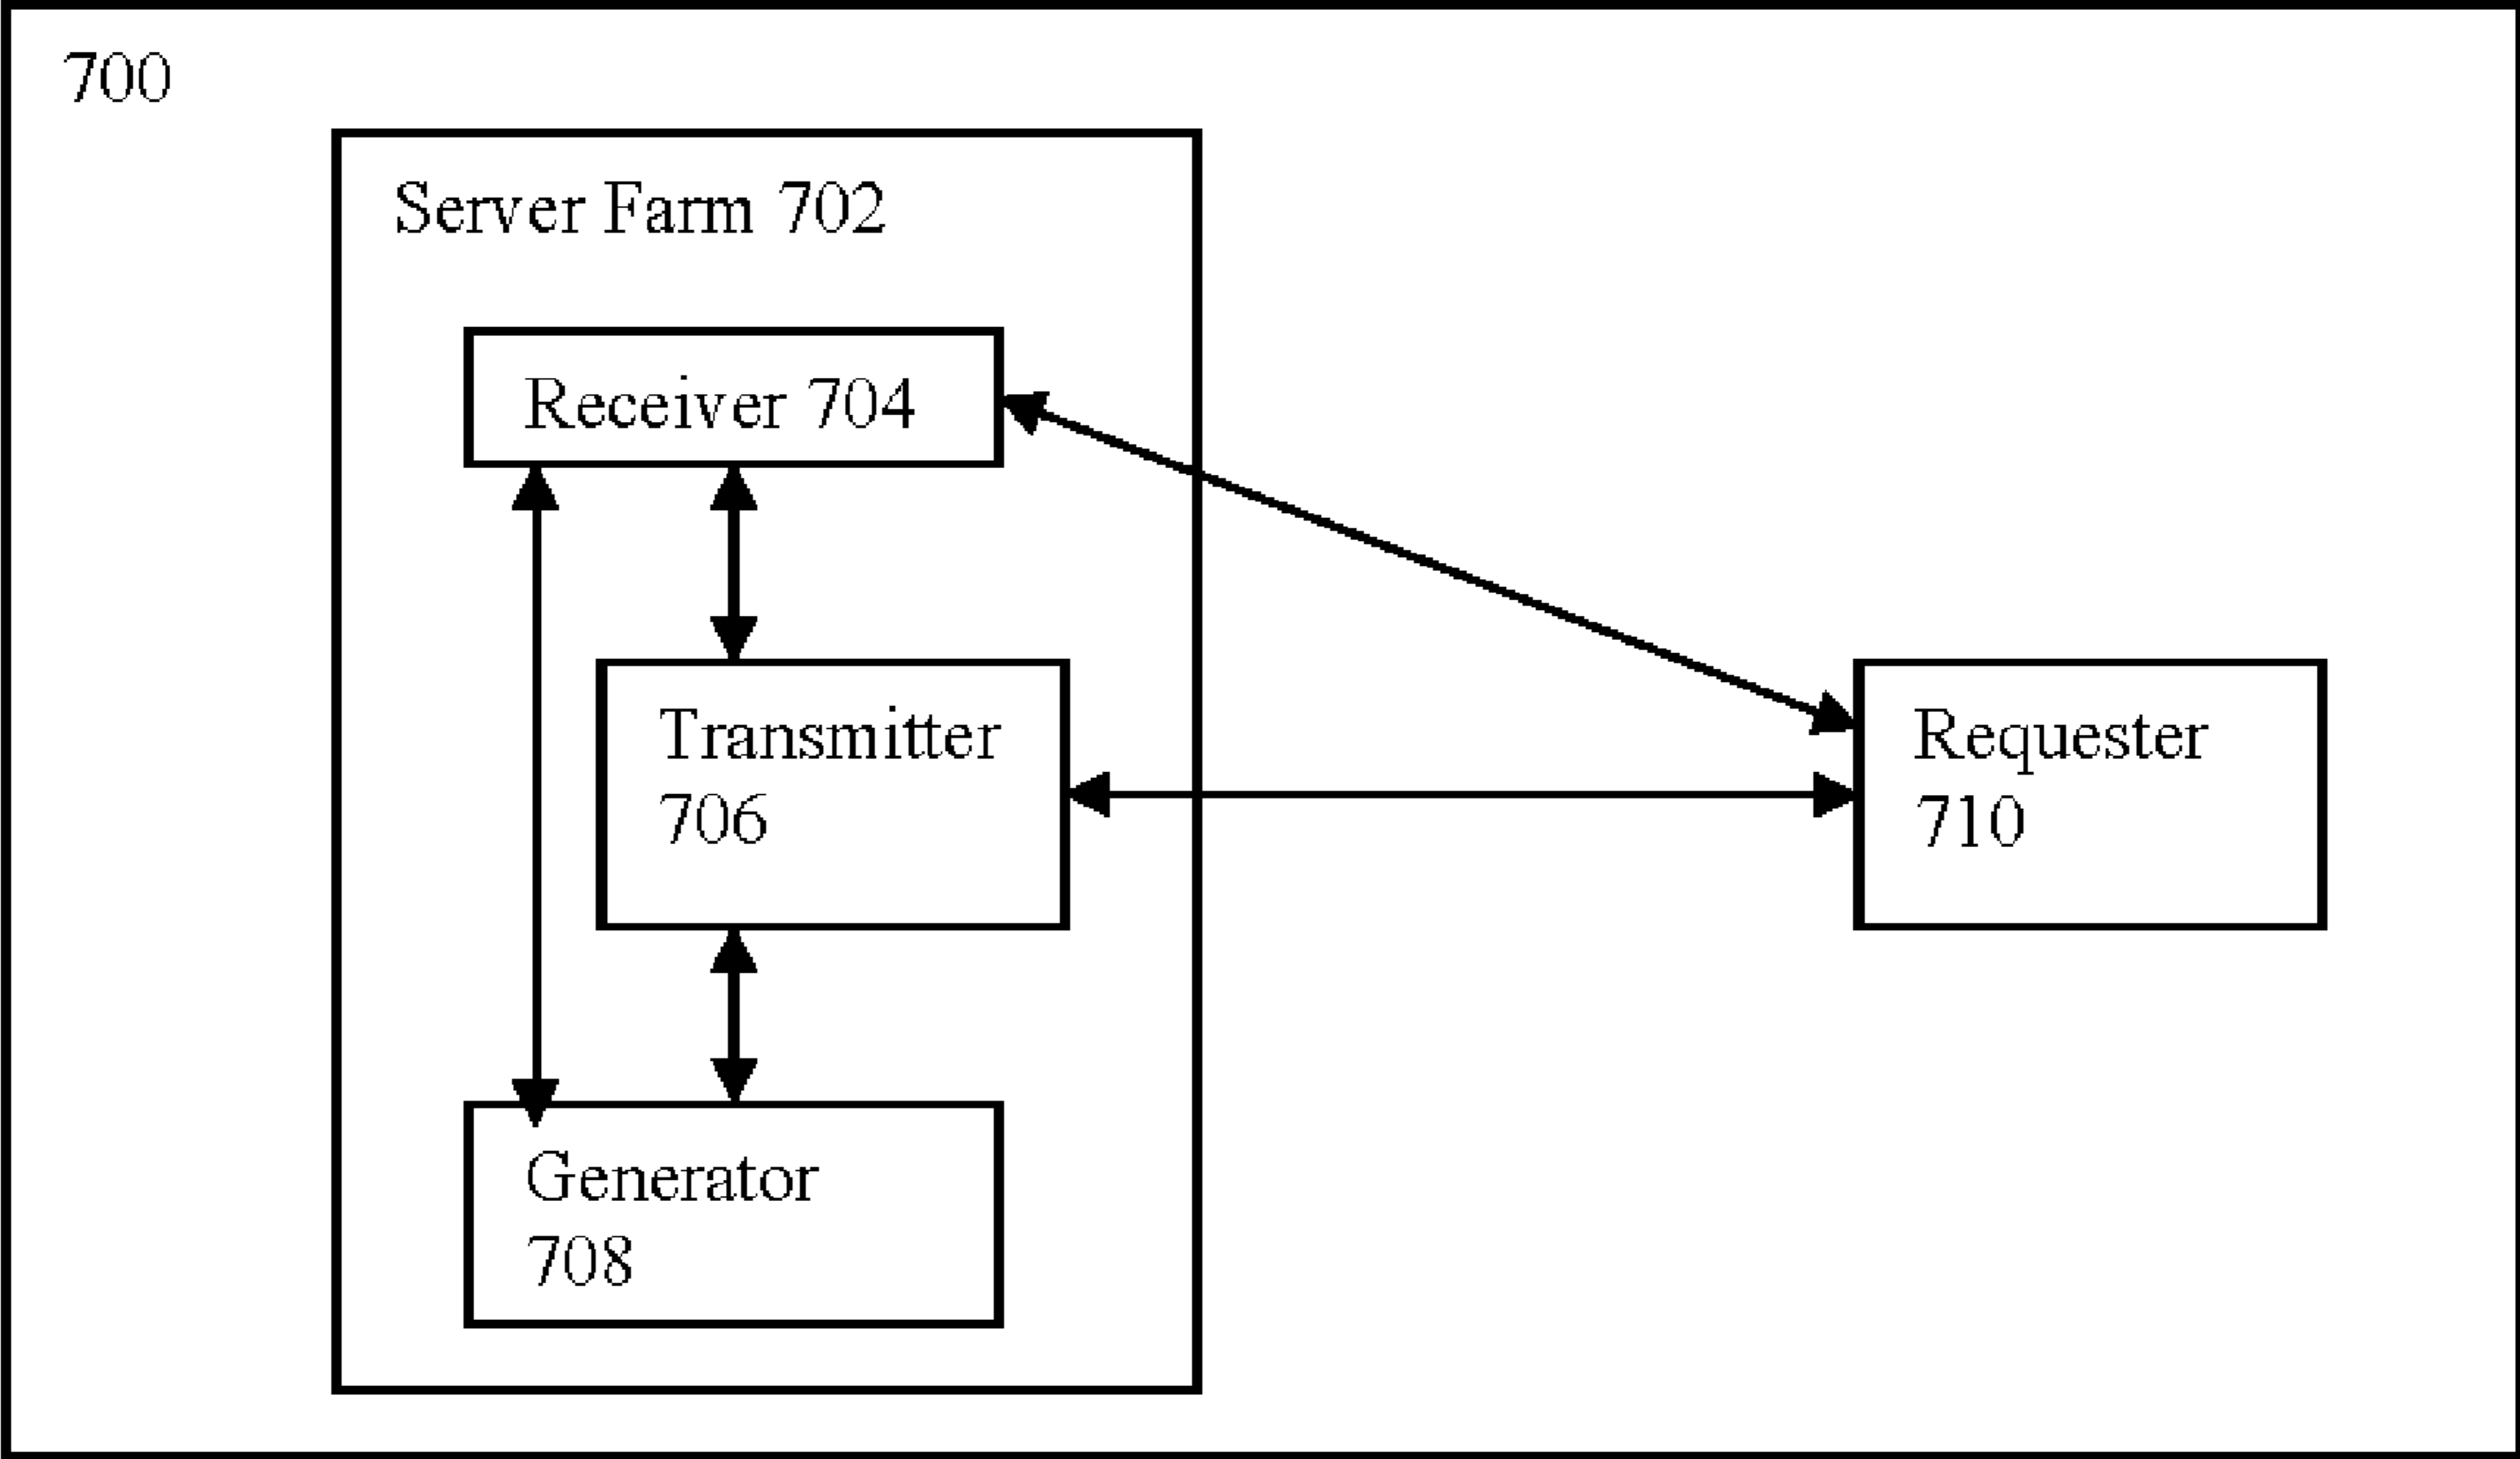 700
Server Farm 702
Receiver 704
Transmitter
706
Requester
710
Generator
708